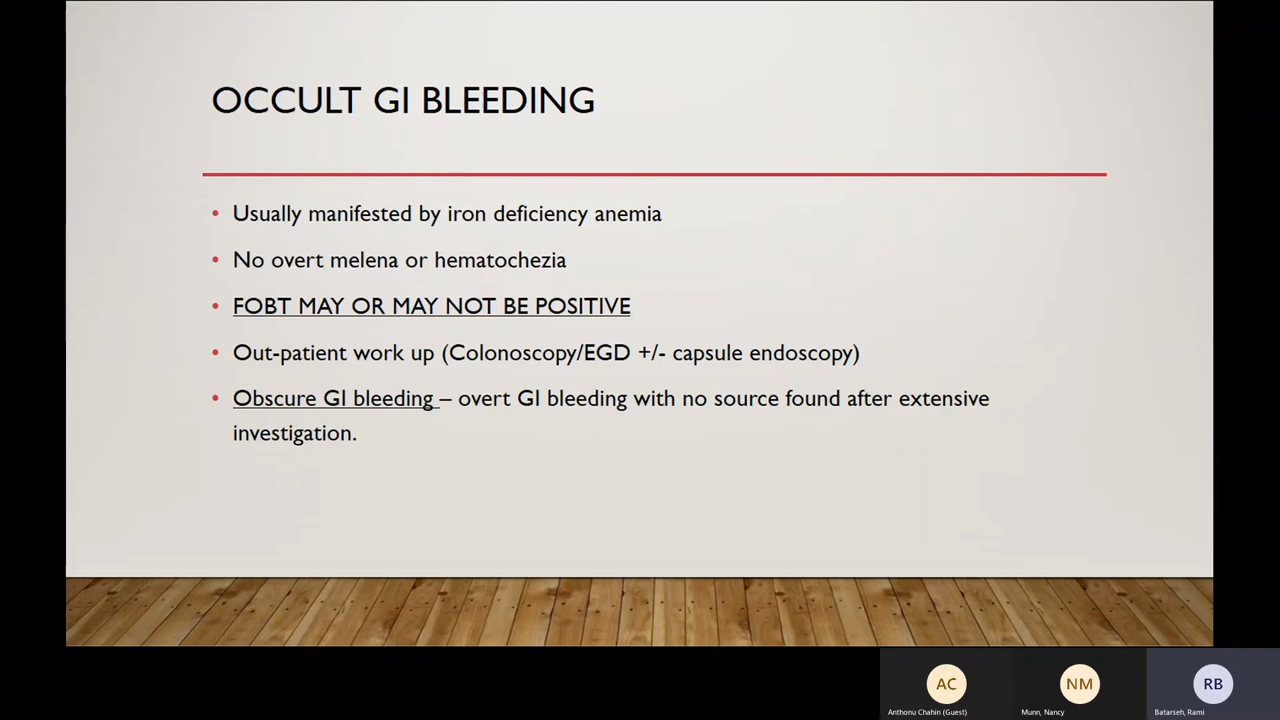 OCCULT GI BLEEDING
• Usually manifested by iron deficiency anemia
• No overt melena or hematochezia
• FOBT MAY OR MAY NOT BE POSITIVE
• Out-patient work up (Colonoscopy/EGD +/- capsule endoscopy)
• Obscure GI bleeding – overt GI bleeding with no source found after extensive
investigation.
AC NM RB
Anthonu Chahin (Guest) Munn, Nancy Batarseh, Rami